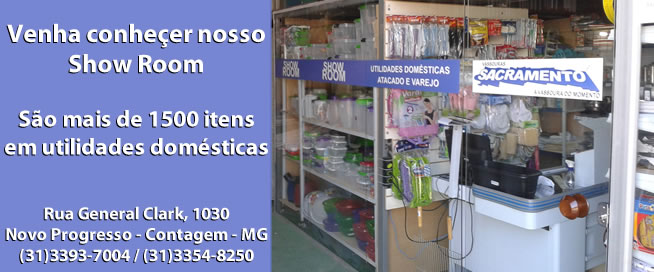 Venha conheçer nosso
Show Room
São mais de 1500 itens
em utilidades domésticas
Rua General Clark, 1030
Novo Progresso - Contagem - MG
(31)3393-7004 / (31)3354-8250
SHOW
ROOM
SHOW
ROOM
UTILIDADES DOMÉSTICAS
ATACADO E VAREJO
VASSOURAS
SACRAMENTO
A VASSOURA DO MOMENTO